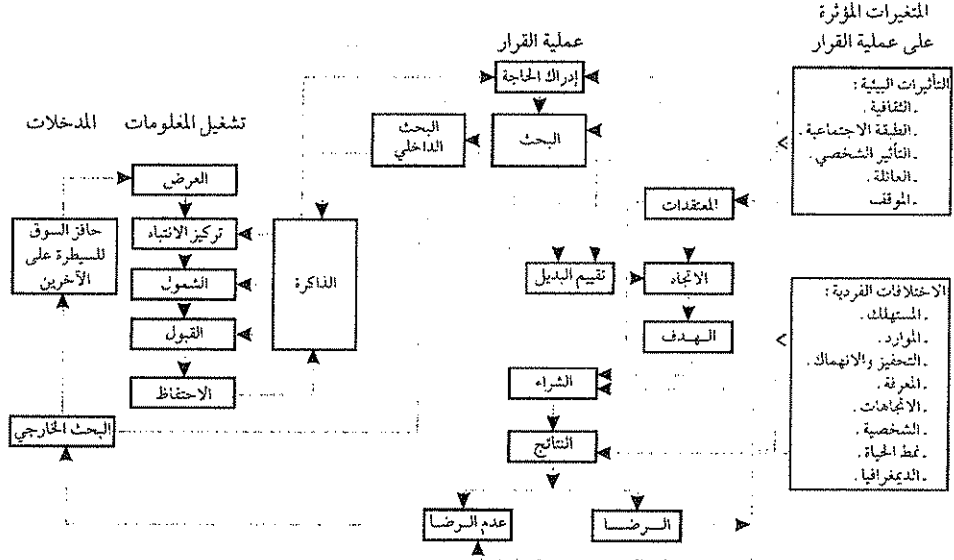 المتغيرات المؤثرة
على عملية القرار
التأثيرات البيئية :
. الثقافية .
. الطبقة الاجتماعية .
. التأثير الشخصي .
. العائلة .
. الموقف
الاختلافات الفردية :
. المستهلك .
. الموارد .
. التحفيز والانهماك .
. المعرفة .
. الاتجاهات .
. الشخصية .
. نمط الحياة .
. الديمغرافيا .
عملية القرار
إدراك الحاجة
البحث
البحث
الداخلي
المعتقدات
الاتجاه
تقييم البديل
الهدف
الشراء
النتائج
الرضا
عدم الرضا
تشغيل المعلومات
العرض
تركيز الانتباه
الشمول
القبول
الاحتفاظ
الذاكرة
المدخلات
حافز السوق
للسيطرة على
الآخرين
البحث الخارجي